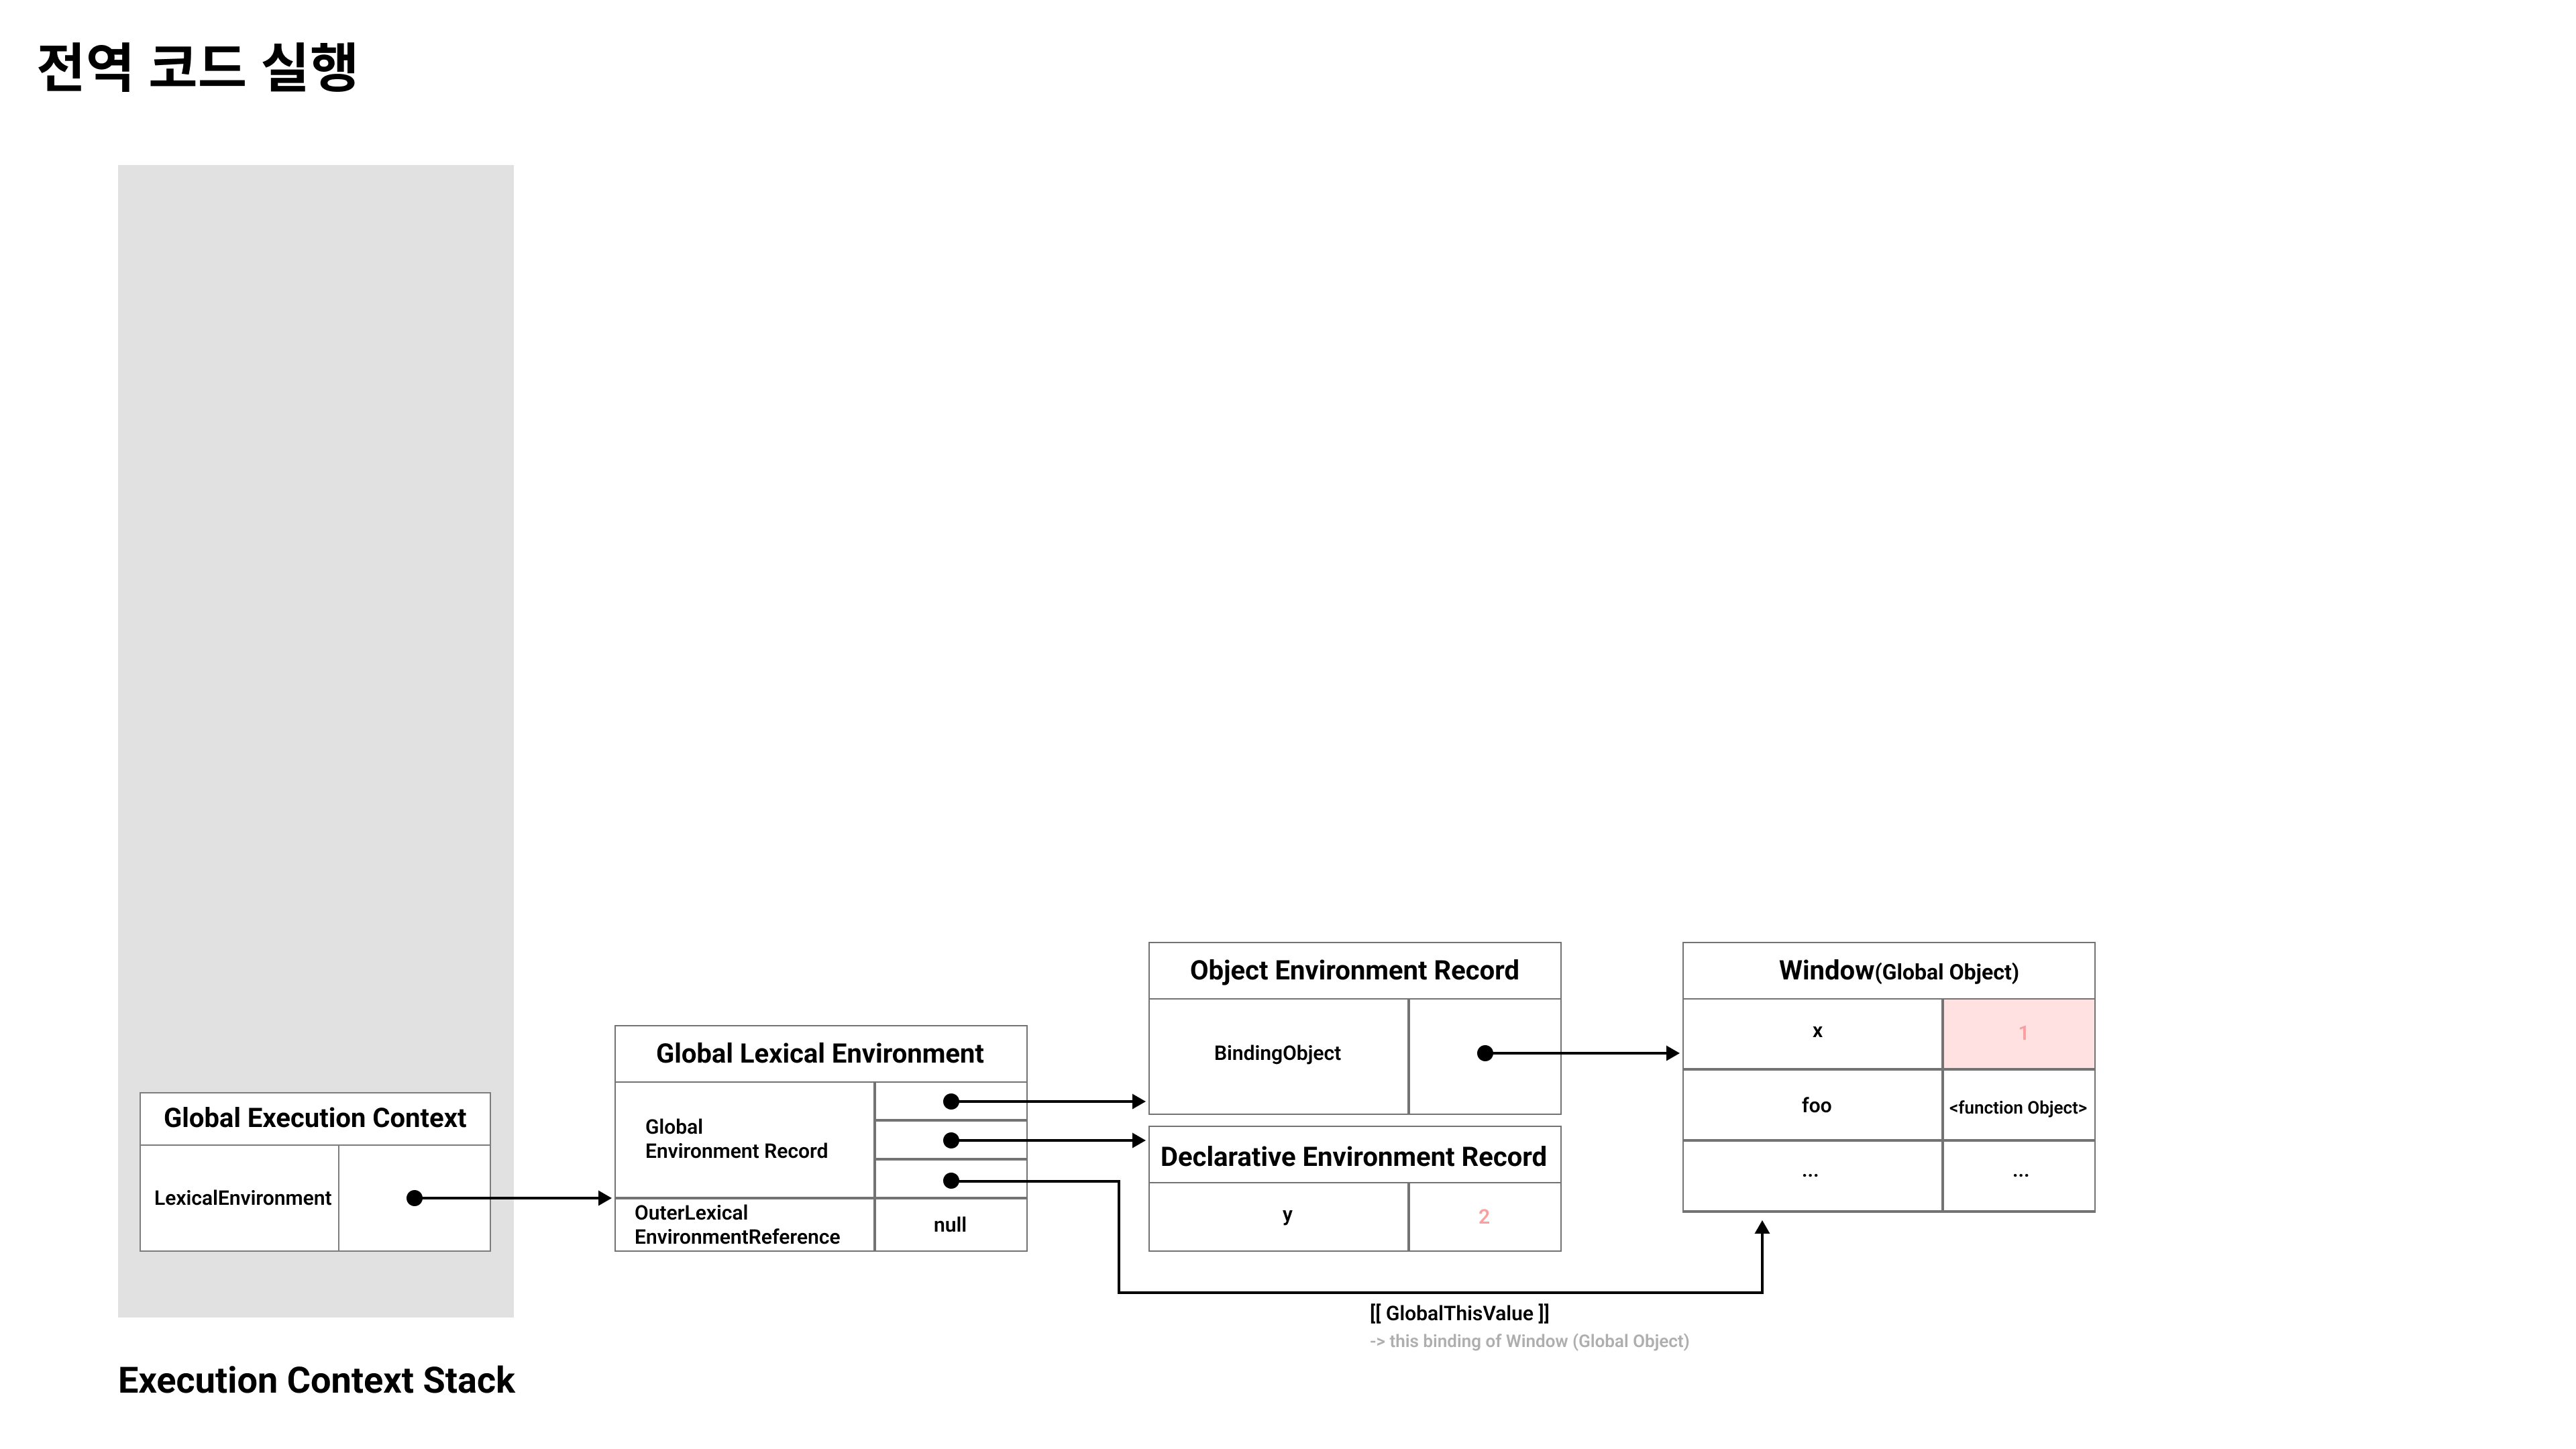 전역 코드 실행
Global Execution Context
LexicalEnvironment
Execution Context Stack
Global Lexical Environment
Global
Environment Record
OuterLexical
EnvironmentReference
null
Object Environment Record
BindingObject
Declarative Environment Record
y
2
Window(Global Object)
x
1
foo
<function Object>
...
...
[[ GlobalThisValue ]]
-> this binding of Window (Global Object)